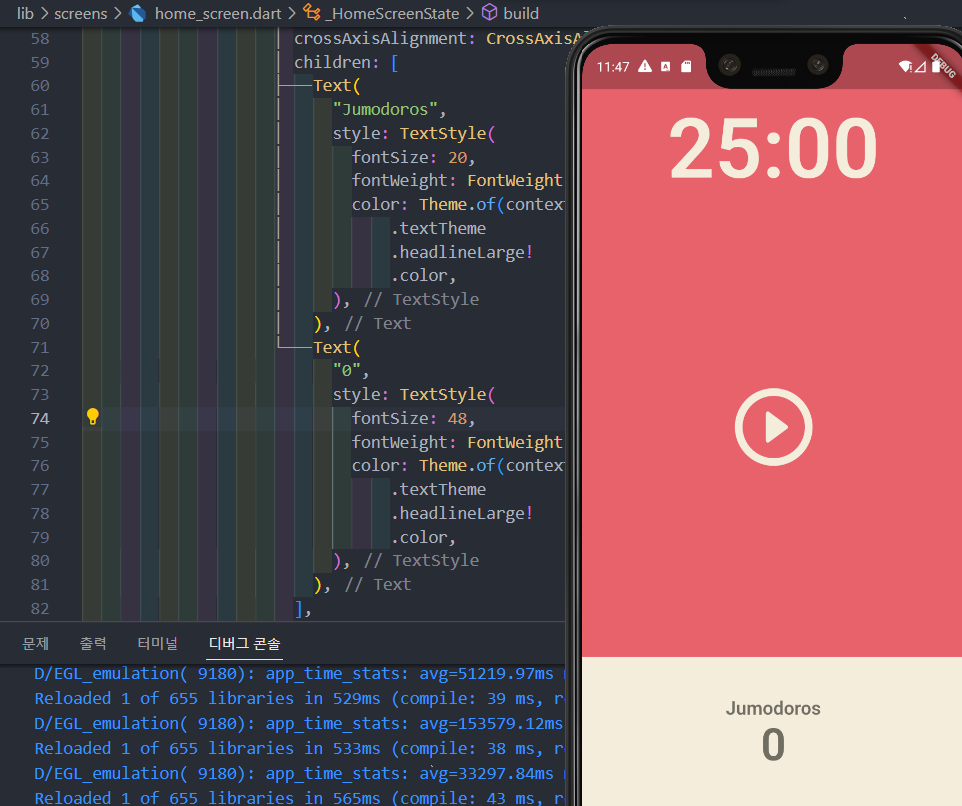 lib > screens > home_screen.dart > _HomeScreenState > build
58 crossAxisAlignment: CrossAxisAl
59 children: [
60 Text(
61 "Jumodoros",
62 style: TextStyle(
63 fontSize: 20,
64 fontWeight: FontWeight
65 color: Theme.of(context
66 .textTheme
67 .headlineLarge!
68 .color,
69 ), // TextStyle
70 ), // Text
71 Text(
72 "0",
73 style: TextStyle(
74 fontSize: 48,
75 fontWeight: FontWeight
76 color: Theme.of(context
77 .textTheme
78 .headlineLarge!
79 .color,
80 ), // TextStyle
81 ), // Text
82 ],
문제 출력 터미널 디버그 콘솔
D/EGL_emulation( 9180): app_time_stats: avg=51219.97ms
Reloaded 1 of 655 libraries in 529ms (compile: 39 ms, r
D/EGL_emulation( 9180): app_time_stats: avg=153579.12ms
Reloaded 1 of 655 libraries in 533ms (compile: 38 ms, r
D/EGL_emulation( 9180): app_time_stats: avg=33297.84ms
Reloaded 1 of 655 libraries in 565ms (compile: 43 ms, r
11:47
DEBUG
25:00
Jumodoros
0